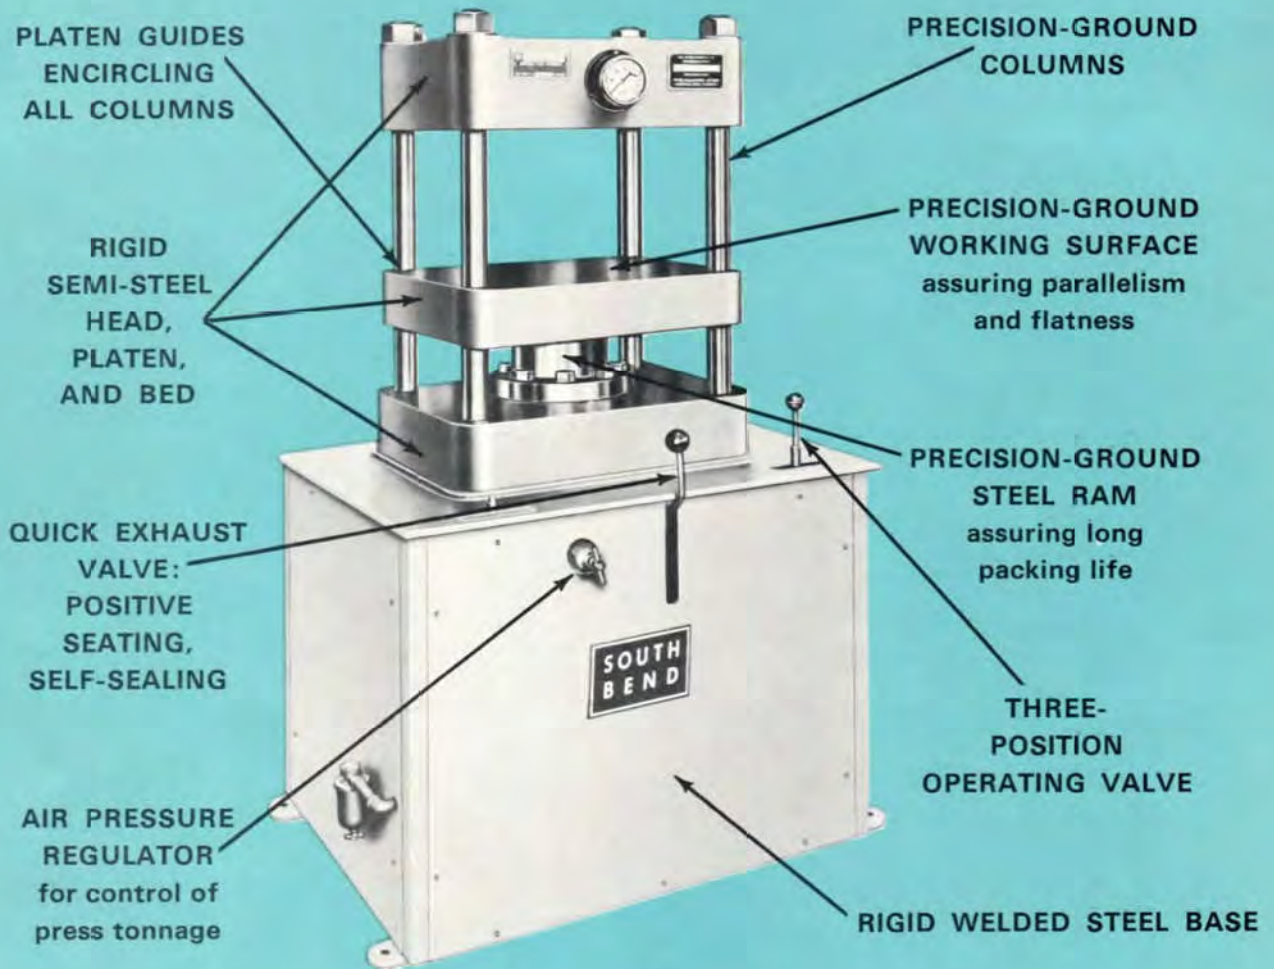 PLATEN GUIDES
ENCIRCLING
ALL COLUMNS
RIGID
SEMI-STEEL
HEAD,
PLATEN,
AND BED
QUICK EXHAUST
VALVE:
POSITIVE
SEATING,
SELF-SEALING
AIR PRESSURE
REGULATOR
for control of
press tonnage
SOUTH
BEND
PRECISION-GROUND
COLUMNS
PRECISION-GROUND
WORKING SURFACE
assuring parallelism
and flatness
PRECISION-GROUND
STEEL RAM
assuring long
packing life
THREE-
POSITION
OPERATING VALVE
RIGID WELDED STEEL BASE